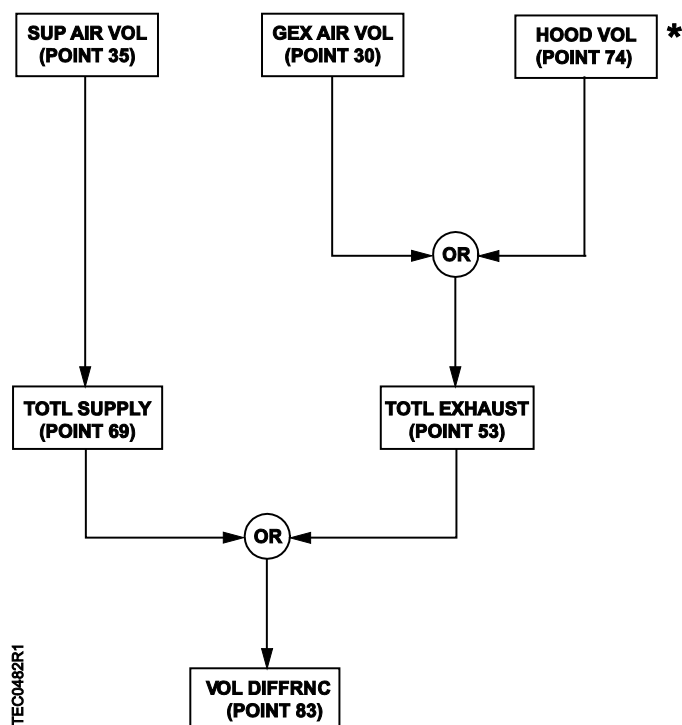 SUP AIR VOL
(POINT 35)
GEX AIR VOL
(POINT 30)
HOOD VOL
(POINT 74)
*
OR
TOTL SUPPLY
(POINT 69)
TOTL EXHAUST
(POINT 53)
OR
VOL DIFFRNC
(POINT 83)
TEC0482R1